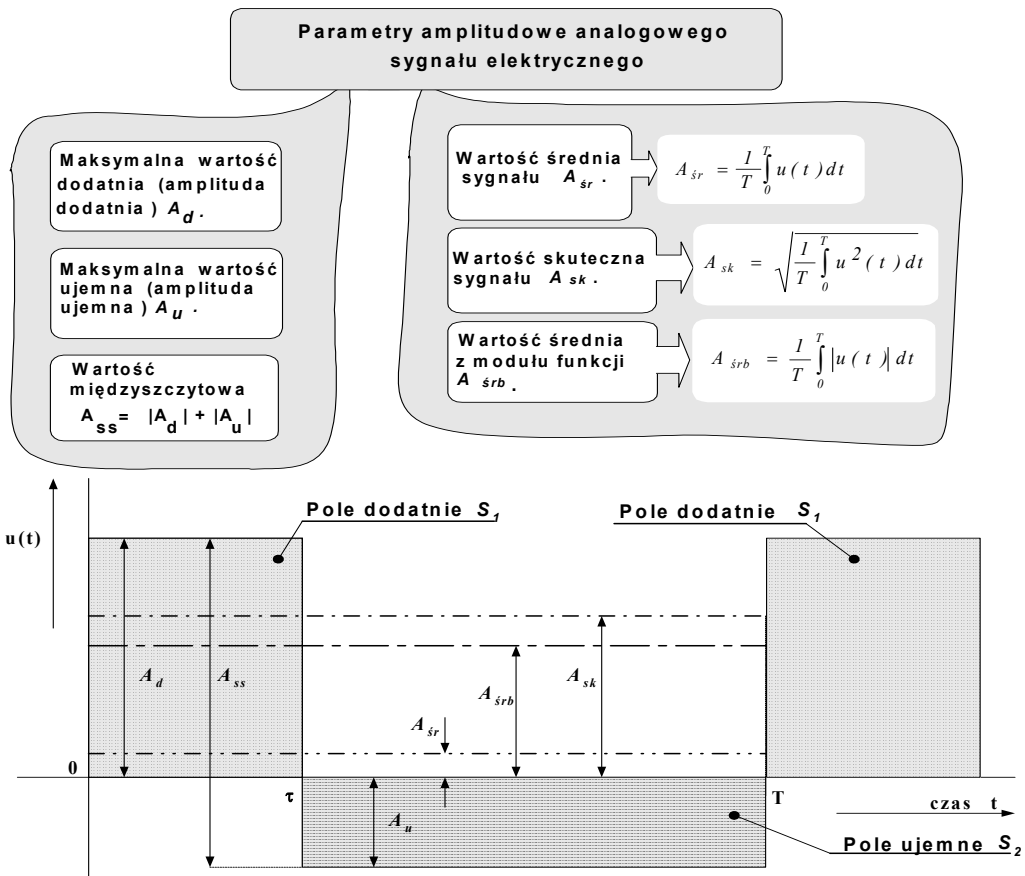 Parametry amplitudowe analogowego
sygnału elektrycznego
Maksymalna wartość
dodatnia (amplituda
dodatnia ) A_d .
Maksymalna wartość
ujemna (amplituda
ujemna ) A_u .
Wartość
międzyszczytowa
A_ss = |A_d| + |A_u|
Wartość średnia
sygnału A_śr .
A_śr = 1/T ∫_0^T u ( t ) dt
Wartość skuteczna
sygnału A_sk .
A_sk = √(1/T ∫_0^T u^2 ( t ) dt)
Wartość średnia
z modułu funkcji
A_śrb .
A_śrb = 1/T ∫_0^T |u ( t )| dt
Pole dodatnie S_1
Pole dodatnie S_1
u(t)
A_d
A_ss
A_śr
A_śrb
A_sk
0
τ
T
czas t
A_u
Pole ujemne S_2